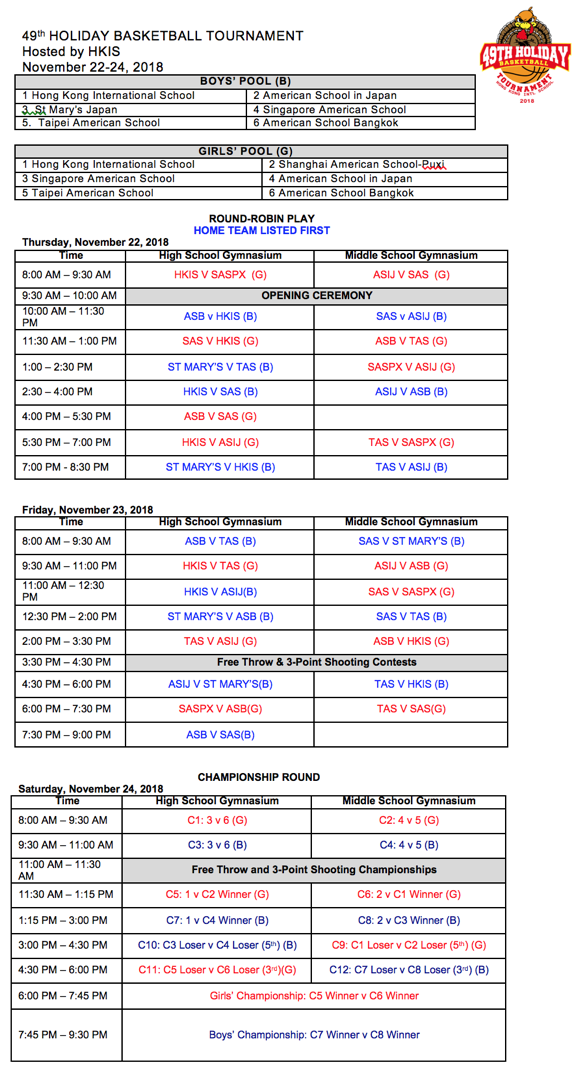 49th HOLIDAY BASKETBALL TOURNAMENT
Hosted by HKIS
November 22-24, 2018
49TH HOLIDAY
BASKETBALL
TOURNAMENT
HONG KONG INTL SCHOOL
2018
BOYS' POOL (B)
1 Hong Kong International School 2 American School in Japan
3. St Mary's Japan 4 Singapore American School
5. Taipei American School 6 American School Bangkok
GIRLS' POOL (G)
1 Hong Kong International School 2 Shanghai American School-Puxi
3 Singapore American School 4 American School in Japan
5 Taipei American School 6 American School Bangkok
ROUND-ROBIN PLAY
HOME TEAM LISTED FIRST
Thursday, November 22, 2018
Time High School Gymnasium Middle School Gymnasium
8:00 AM – 9:30 AM HKIS V SASPX (G) ASIJ V SAS (G)
9:30 AM – 10:00 AM OPENING CEREMONY
10:00 AM – 11:30 PM ASB v HKIS (B) SAS v ASIJ (B)
11:30 AM – 1:00 PM SAS V HKIS (G) ASB V TAS (G)
1:00 – 2:30 PM ST MARY'S V TAS (B) SASPX V ASIJ (G)
2:30 – 4:00 PM HKIS V SAS (B) ASIJ V ASB (B)
4:00 PM – 5:30 PM ASB V SAS (G)
5:30 PM – 7:00 PM HKIS V ASIJ (G) TAS V SASPX (G)
7:00 PM - 8:30 PM ST MARY'S V HKIS (B) TAS V ASIJ (B)
Friday, November 23, 2018
Time High School Gymnasium Middle School Gymnasium
8:00 AM – 9:30 AM ASB V TAS (B) SAS V ST MARY'S (B)
9:30 AM – 11:00 PM HKIS V TAS (G) ASIJ V ASB (G)
11:00 AM – 12:30 PM HKIS V ASIJ(B) SAS V SASPX (G)
12:30 PM – 2:00 PM ST MARY'S V ASB (B) SAS V TAS (B)
2:00 PM – 3:30 PM TAS V ASIJ (G) ASB V HKIS (G)
3:30 PM – 4:30 PM Free Throw & 3-Point Shooting Contests
4:30 PM – 6:00 PM ASIJ V ST MARY'S(B) TAS V HKIS (B)
6:00 PM – 7:30 PM SASPX V ASB(G) TAS V SAS(G)
7:30 PM – 9:00 PM ASB V SAS(B)
CHAMPIONSHIP ROUND
Saturday, November 24, 2018
Time High School Gymnasium Middle School Gymnasium
8:00 AM – 9:30 AM C1: 3 v 6 (G) C2: 4 v 5 (G)
9:30 AM – 11:00 AM C3: 3 v 6 (B) C4: 4 v 5 (B)
11:00 AM – 11:30 AM Free Throw and 3-Point Shooting Championships
11:30 AM – 1:15 PM C5: 1 v C2 Winner (G) C6: 2 v C1 Winner (G)
1:15 PM – 3:00 PM C7: 1 v C4 Winner (B) C8: 2 v C3 Winner (B)
3:00 PM – 4:30 PM C10: C3 Loser v C4 Loser (5th) (B) C9: C1 Loser v C2 Loser (5th) (G)
4:30 PM – 6:00 PM C11: C5 Loser v C6 Loser (3rd)(G) C12: C7 Loser v C8 Loser (3rd) (B)
6:00 PM – 7:45 PM Girls' Championship: C5 Winner v C6 Winner
7:45 PM – 9:30 PM Boys' Championship: C7 Winner v C8 Winner